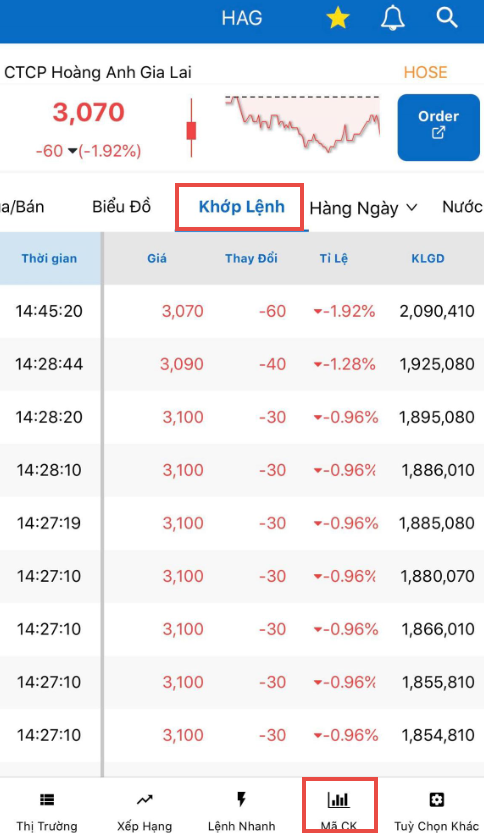 HAG
CTCP Hoàng Anh Gia Lai HOSE
3,070
-60 (-1.92%)
Order
a/Bán Biểu Đồ Khớp Lệnh Hàng Ngày Nước
Thời gian Giá Thay Đổi Tỉ Lệ KLGD
14:45:20 3,070 -60 -1.92% 2,090,410
14:28:44 3,090 -40 -1.28% 1,925,080
14:28:20 3,100 -30 -0.96% 1,895,080
14:28:10 3,100 -30 -0.96% 1,886,010
14:27:19 3,100 -30 -0.96% 1,885,080
14:27:10 3,100 -30 -0.96% 1,880,070
14:27:10 3,100 -30 -0.96% 1,866,010
14:27:10 3,100 -30 -0.96% 1,855,810
14:27:10 3,100 -30 -0.96% 1,854,810
Thị Trường Xếp Hạng Lệnh Nhanh Mã CK Tuỳ Chọn Khác